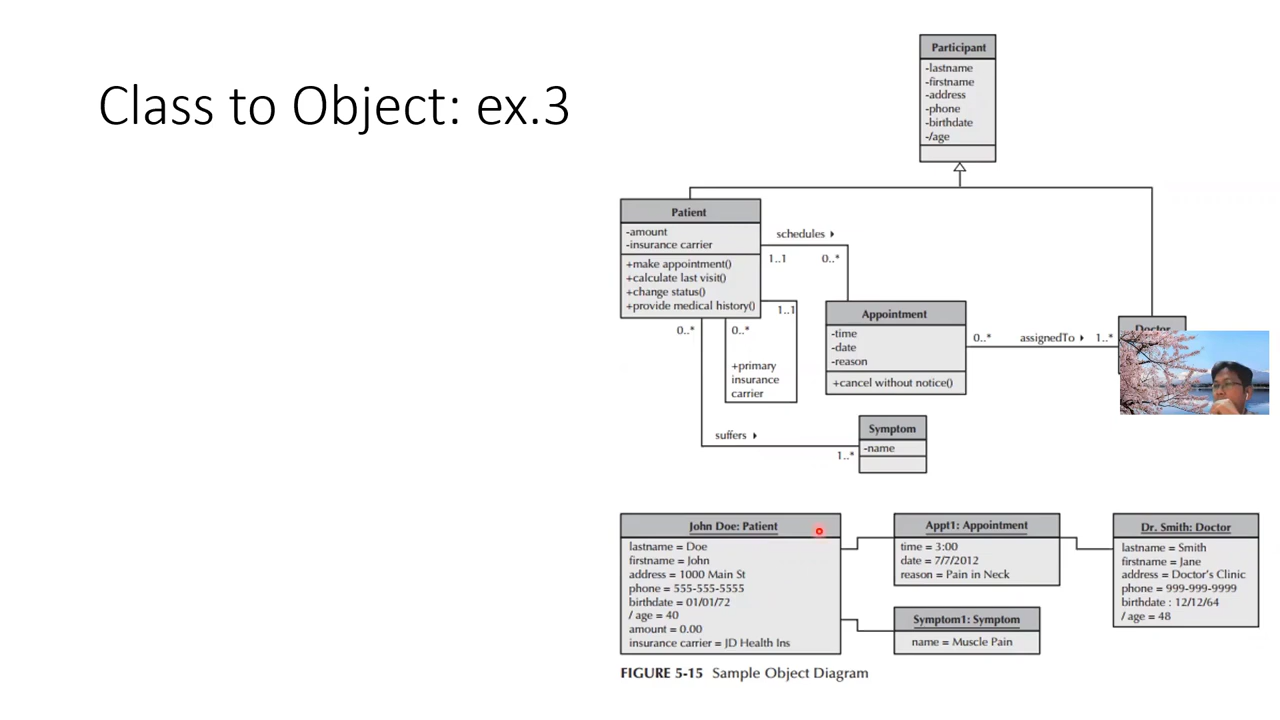 Class to Object: ex.3
Participant
-lastname
-firstname
-address
-phone
-birthdate
-/age
Patient
-amount
-insurance carrier
+make appointment()
+calculate last visit()
+change status()
+provide medical history()
schedules
1..1
0..*
1..1
0..*
0..*
+primary
insurance
carrier
Appointment
-time
-date
-reason
+cancel without notice()
0..*
assignedTo
1..*
Doctor
suffers
1..*
Symptom
-name
John Doe: Patient
lastname = Doe
firstname = John
address = 1000 Main St
phone = 555-555-5555
birthdate = 01/01/72
/ age = 40
amount = 0.00
insurance carrier = JD Health Ins
Appt1: Appointment
time = 3:00
date = 7/7/2012
reason = Pain in Neck
Symptom1: Symptom
name = Muscle Pain
Dr. Smith: Doctor
lastname = Smith
firstname = Jane
address = Doctor's Clinic
phone = 999-999-9999
birthdate : 12/12/64
/ age = 48
FIGURE 5-15 Sample Object Diagram